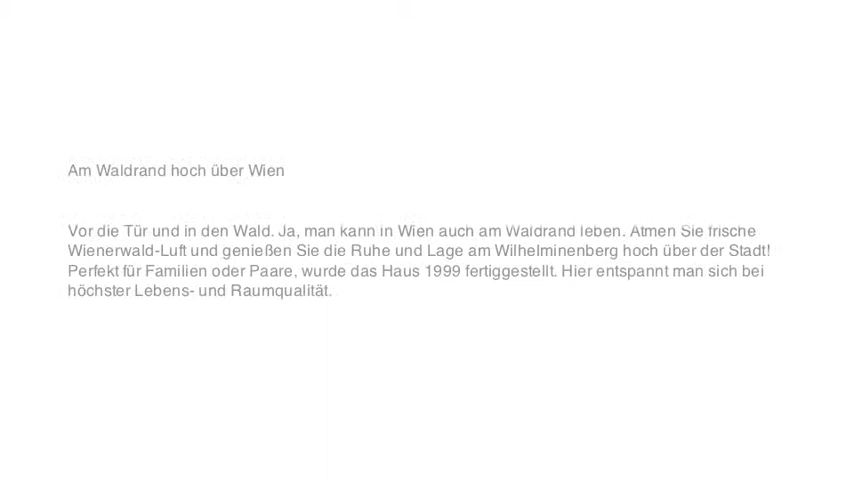 Am Waldrand hoch über Wien
Vor die Tür und in den Wald. Ja, man kann in Wien auch am Waldrand leben. Atmen Sie frische
Wienerwald-Luft und genießen Sie die Ruhe und Lage am Wilhelminenberg hoch über der Stadt!
Perfekt für Familien oder Paare, wurde das Haus 1999 fertiggestellt. Hier entspannt man sich bei
höchster Lebens- und Raumqualität.